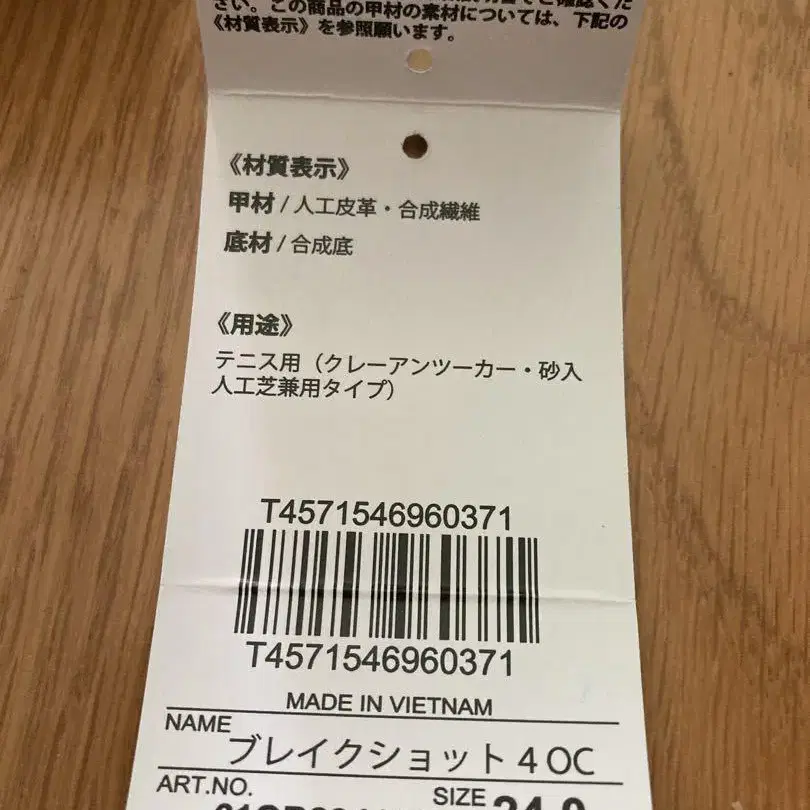 さい。この商品の甲材の素材については、下記の
《材質表示》を参照願います。
《材質表示》
甲材 / 人工皮革・合成繊維
底材 / 合成底
《用途》
テニス用（クレーアンツーカー・砂入
人工芝兼用タイプ）
T4571546960371
T4571546960371
MADE IN VIETNAM
NAME
ブレイクショット 4 OC
ART.NO.
SIZE 24.0